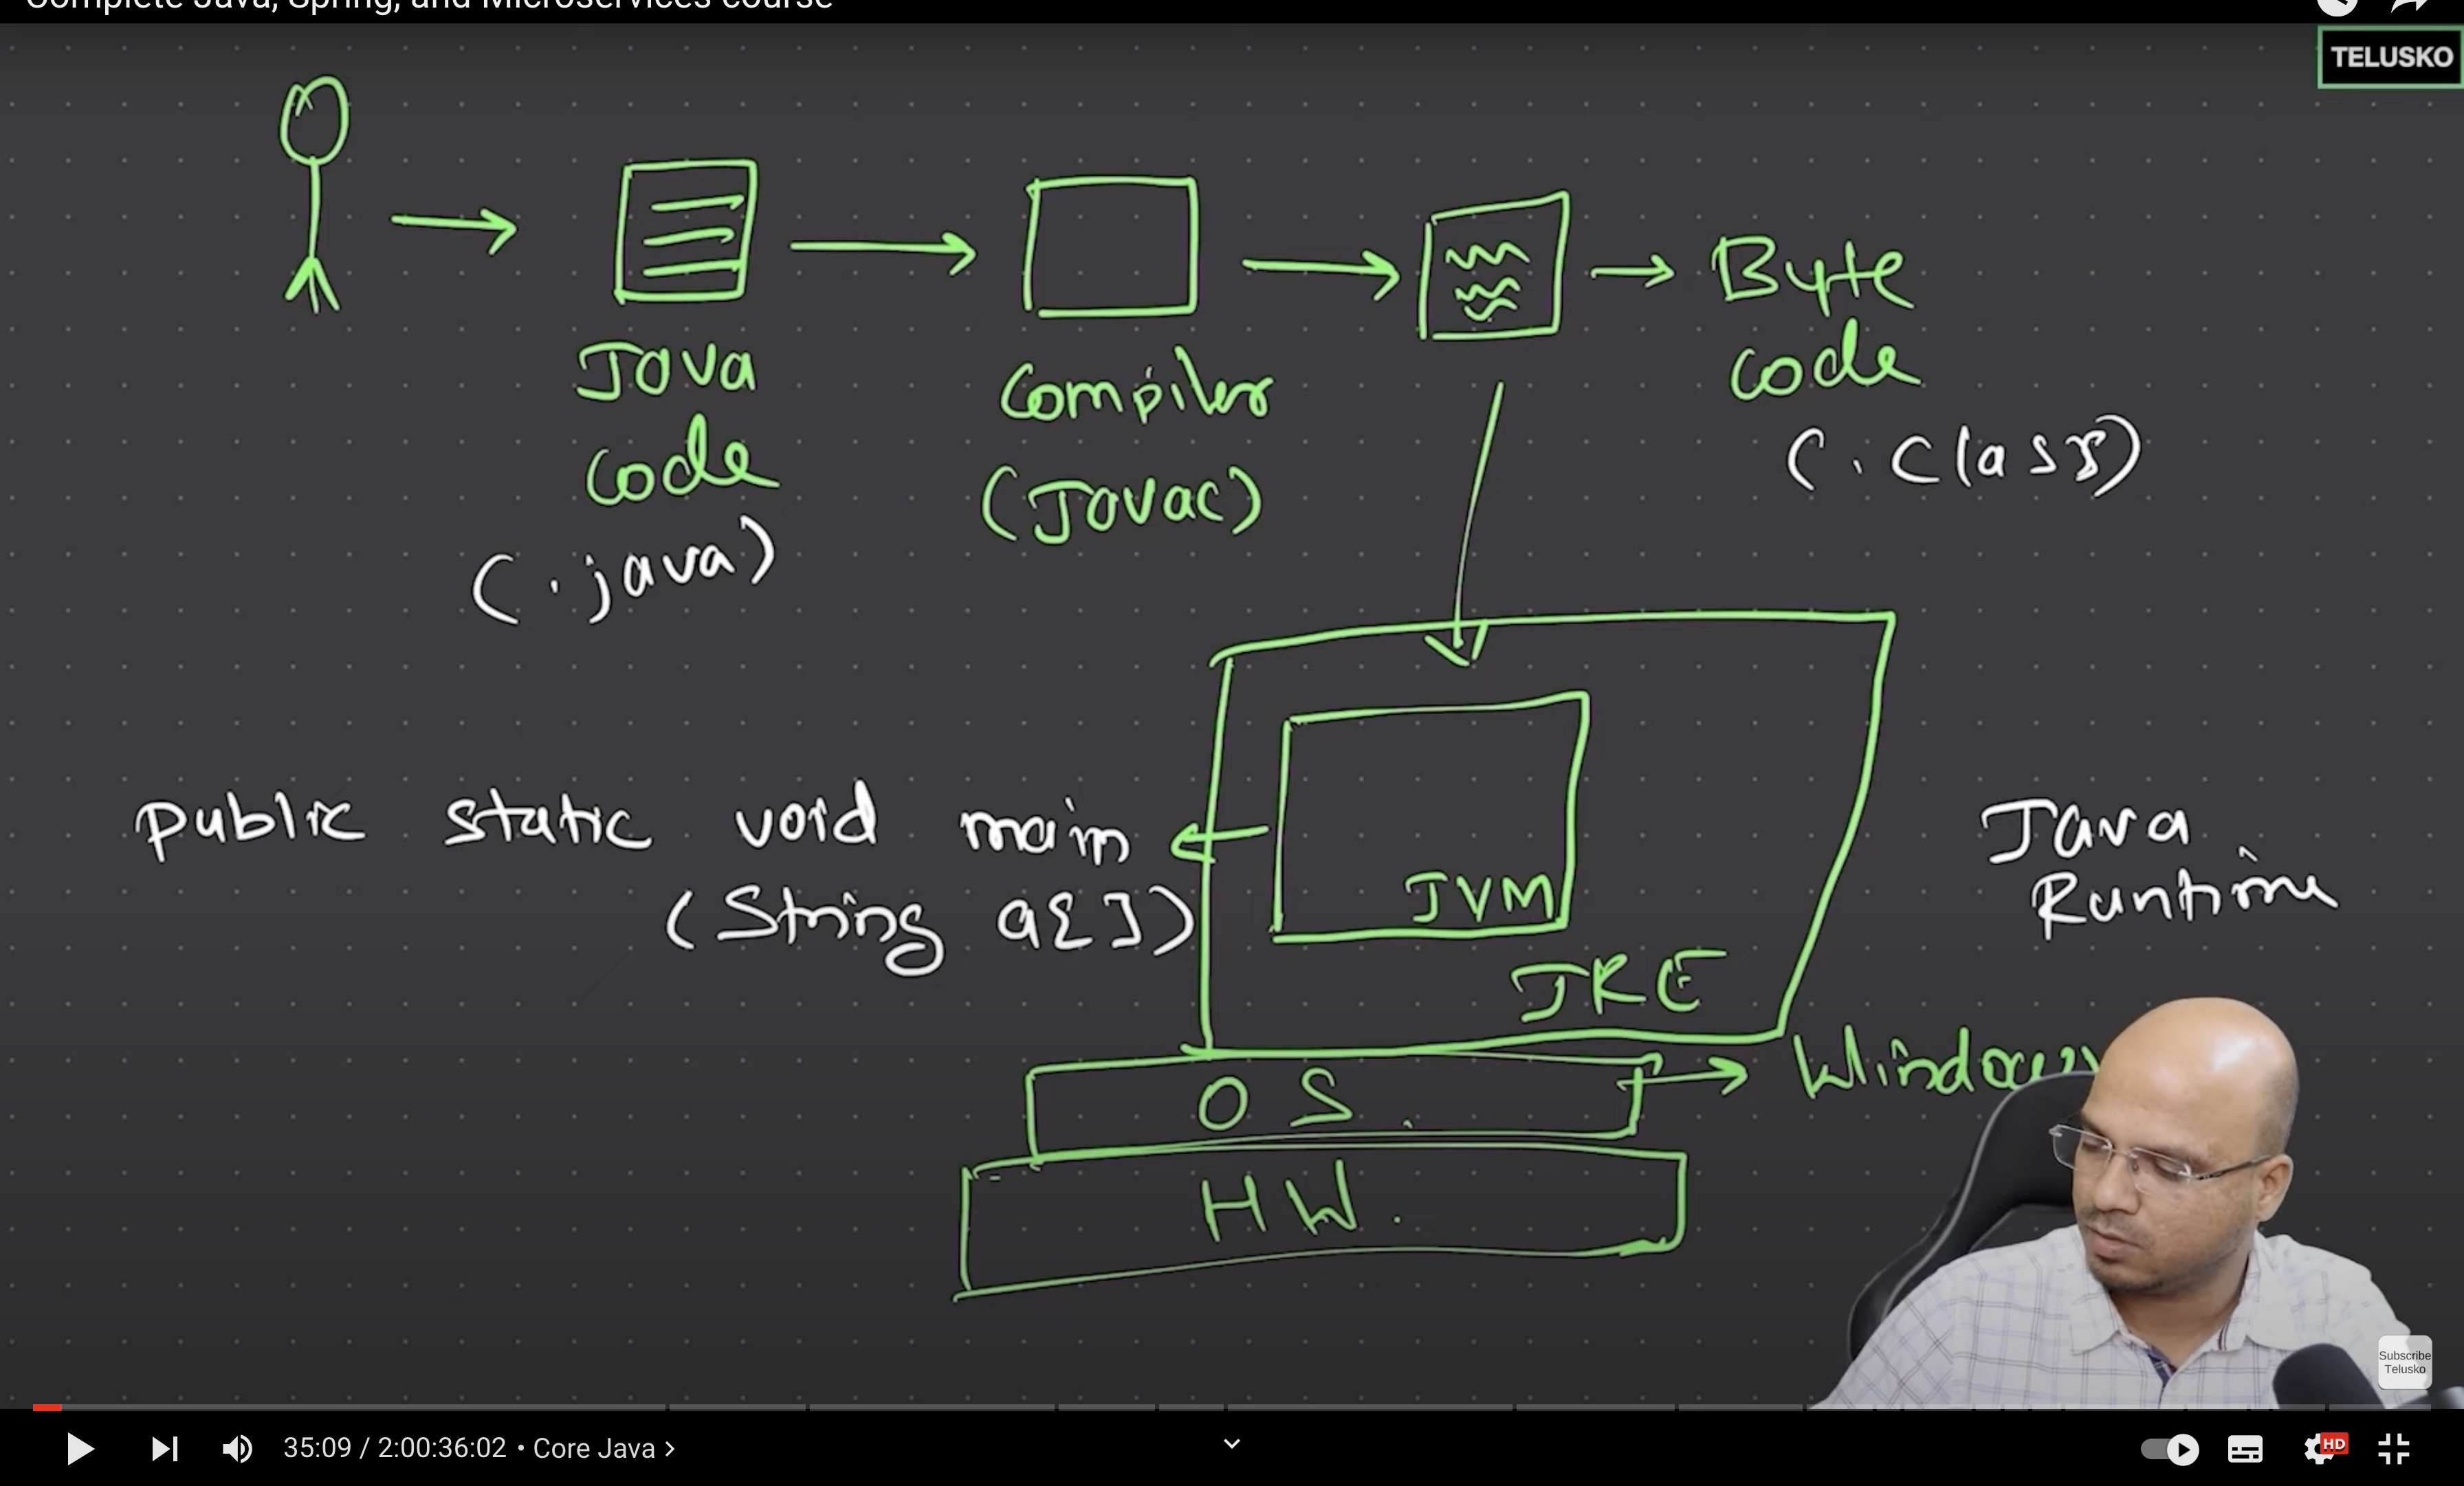 Complete Java, Spring, and Microservices course
TELUSKO
Java
Code
(.java)
Compiler
(Javac)
Byte
Code
(.class)
public static void main
(String a[])
JVM
JRE
Java
Runtime
OS.
Windows
HW.
Subscribe
Telusko
35:09 / 2:00:36:02 • Core Java >
HD